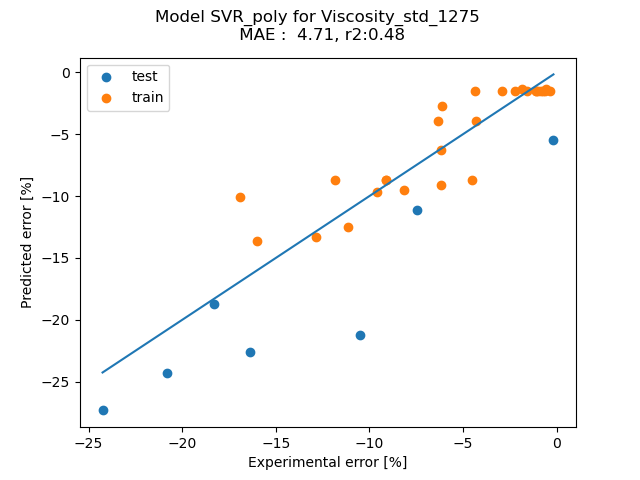 Model SVR_poly for Viscosity_std_1275
MAE :  4.71, r2:0.48
test
train
0
−5
−10
−15
−20
−25
Predicted error [%]
−25
−20
−15
−10
−5
0
Experimental error [%]